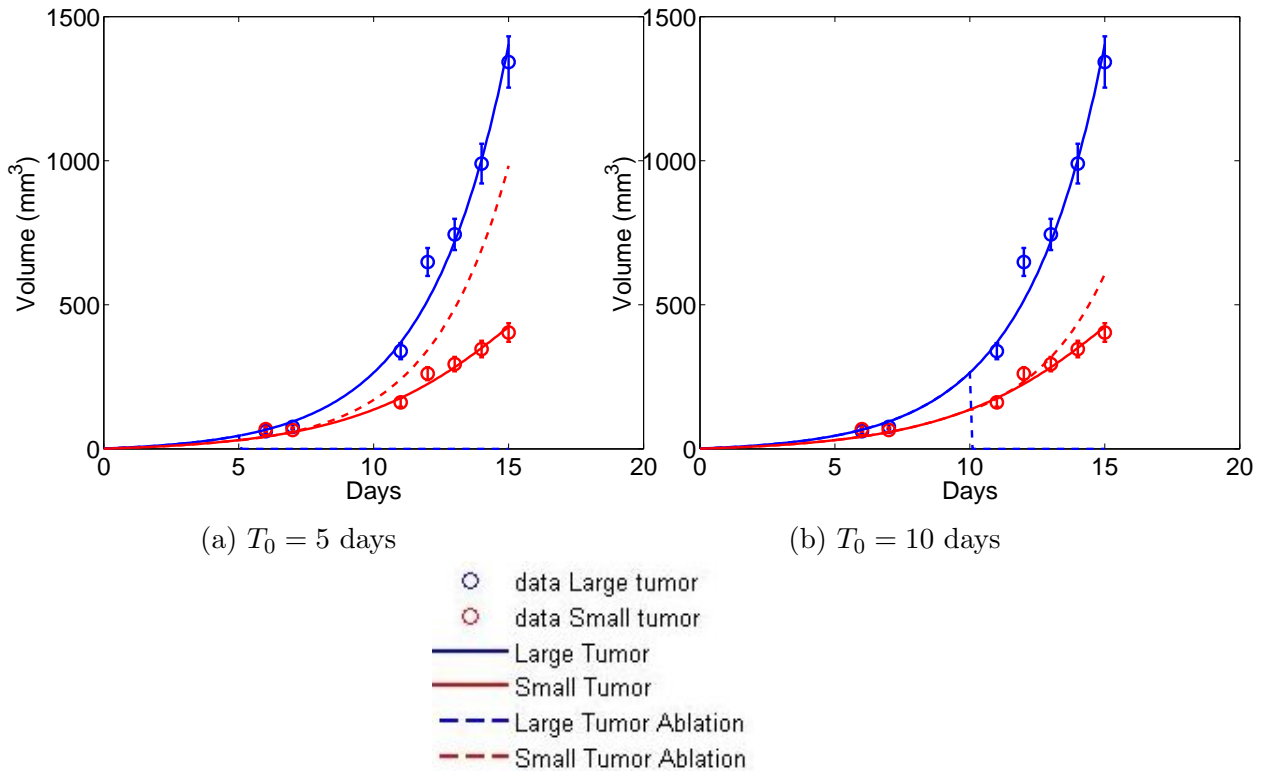 1500
1000
500
0
Volume (mm³)
0 5 10 15 20
Days
(a) T₀ = 5 days
1500
1000
500
0
Volume (mm³)
0 5 10 15 20
Days
(b) T₀ = 10 days
data Large tumor
data Small tumor
Large Tumor
Small Tumor
Large Tumor Ablation
Small Tumor Ablation